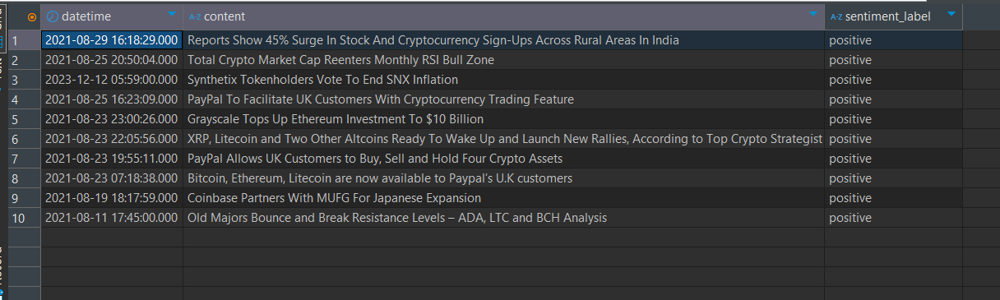 datetime A-Z content A-Z sentiment_label
1 2021-08-29 16:18:29.000 Reports Show 45% Surge In Stock And Cryptocurrency Sign-Ups Across Rural Areas In India positive
2 2021-08-25 20:50:04.000 Total Crypto Market Cap Reenters Monthly RSI Bull Zone positive
3 2023-12-12 05:59:00.000 Synthetix Tokenholders Vote To End SNX Inflation positive
4 2021-08-25 16:23:09.000 PayPal To Facilitate UK Customers With Cryptocurrency Trading Feature positive
5 2021-08-23 23:00:26.000 Grayscale Tops Up Ethereum Investment To $10 Billion positive
6 2021-08-23 22:05:56.000 XRP, Litecoin and Two Other Altcoins Ready To Wake Up and Launch New Rallies, According to Top Crypto Strategist positive
7 2021-08-23 19:55:11.000 PayPal Allows UK Customers to Buy, Sell and Hold Four Crypto Assets positive
8 2021-08-23 07:18:38.000 Bitcoin, Ethereum, Litecoin are now available to Paypal’s U.K customers positive
9 2021-08-19 18:17:59.000 Coinbase Partners With MUFG For Japanese Expansion positive
10 2021-08-11 17:45:00.000 Old Majors Bounce and Break Resistance Levels – ADA, LTC and BCH Analysis positive